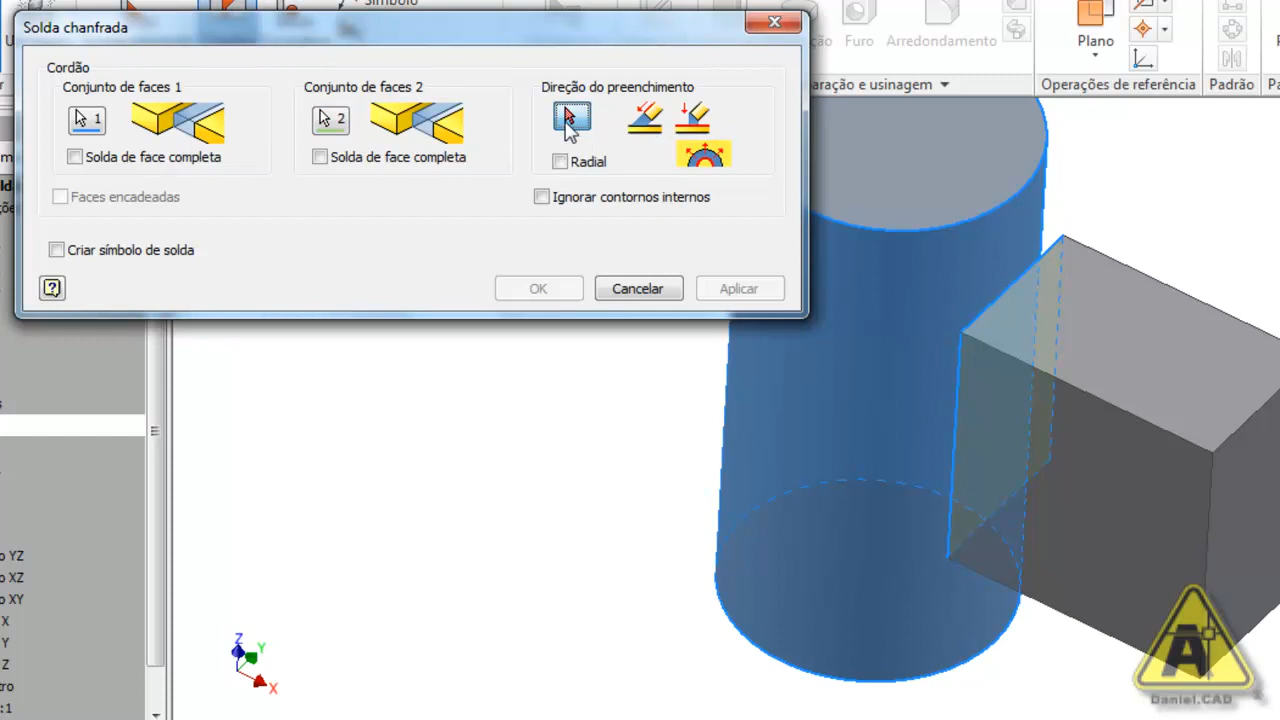 Símbolo
Solda chanfrada
Cordão
Conjunto de faces 1
Conjunto de faces 2
Direção do preenchimento
1
2
Solda de face completa
Solda de face completa
Radial
Faces encadeadas
Ignorar contornos internos
Criar símbolo de solda
?
OK
Cancelar
Aplicar
Furo
Arredondamento
Plano
aração e usinagem
Operações de referência
Padrão
o YZ
o XZ
o XY
X
Y
Z
tro
:1
Z
Y
X
A
Daniel.CAD